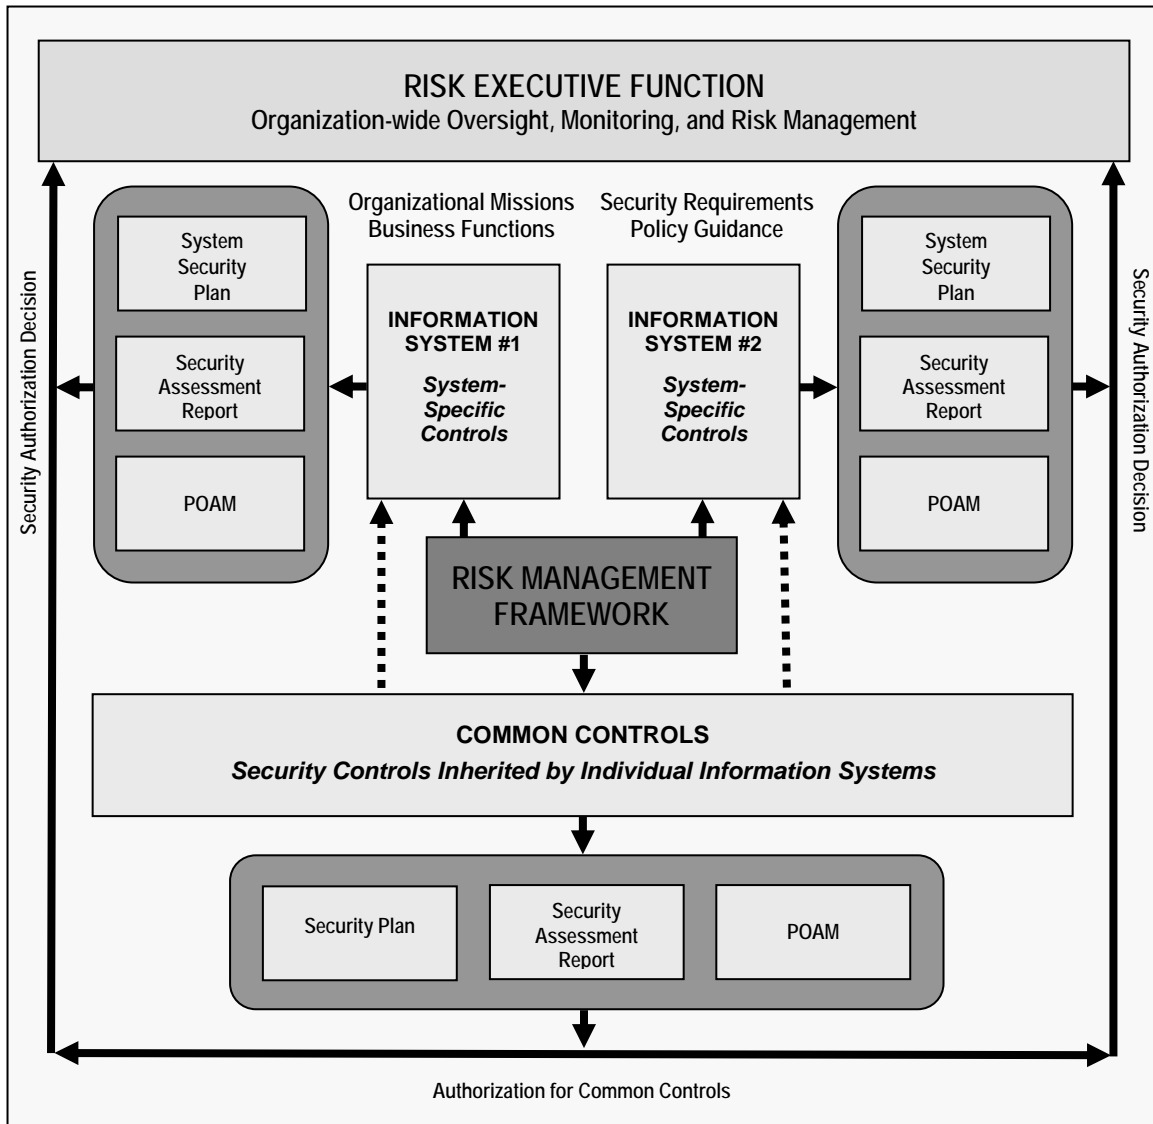 RISK EXECUTIVE FUNCTION
Organization-wide Oversight, Monitoring, and Risk Management
Security Authorization Decision
System
Security
Plan
Security
Assessment
Report
POAM
Organizational Missions
Business Functions
INFORMATION
SYSTEM #1
System-
Specific
Controls
Security Requirements
Policy Guidance
INFORMATION
SYSTEM #2
System-
Specific
Controls
System
Security
Plan
Security
Assessment
Report
POAM
Security Authorization Decision
RISK MANAGEMENT
FRAMEWORK
COMMON CONTROLS
Security Controls Inherited by Individual Information Systems
Security Plan
Security
Assessment
Report
POAM
Authorization for Common Controls